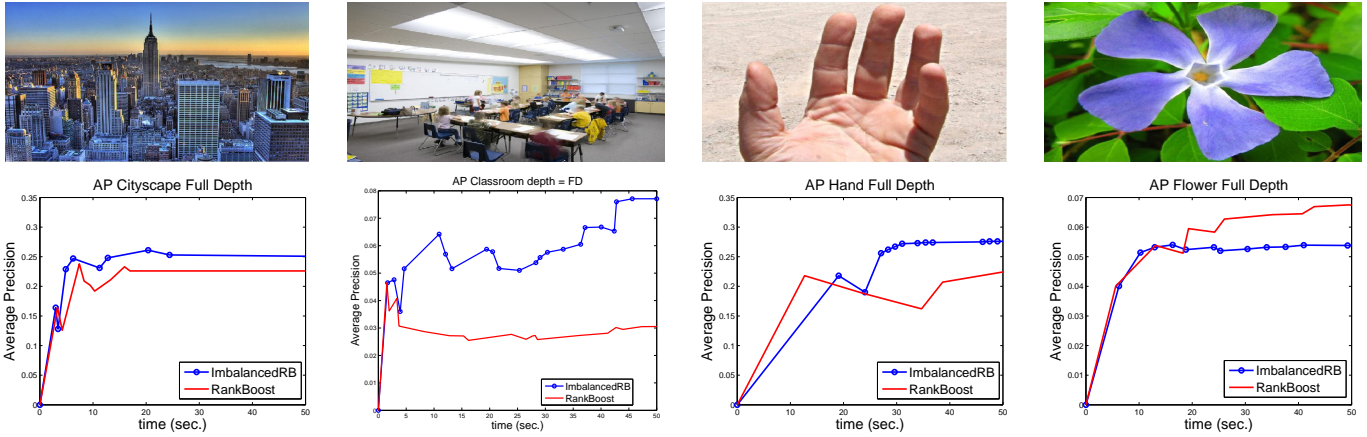 AP Cityscape Full Depth
0.35
0.3
0.25
0.2
0.15
0.1
0.05
0
0 10 20 30 40 50
Average Precision
time (sec.)
ImbalancedRB
RankBoost
AP Classroom depth = FD
0.08
0.07
0.06
0.05
0.04
0.03
0.02
0.01
0
0 5 10 15 20 25 30 35 40 45 50
Average Precision
time (sec.)
ImbalancedRB
RankBoost
AP Hand Full Depth
0.35
0.3
0.25
0.2
0.15
0.1
0.05
0
0 10 20 30 40 50
Average Precision
time (sec.)
ImbalancedRB
RankBoost
AP Flower Full Depth
0.07
0.06
0.05
0.04
0.03
0.02
0.01
0
0 10 20 30 40 50
Average Precision
time (sec.)
ImbalancedRB
RankBoost